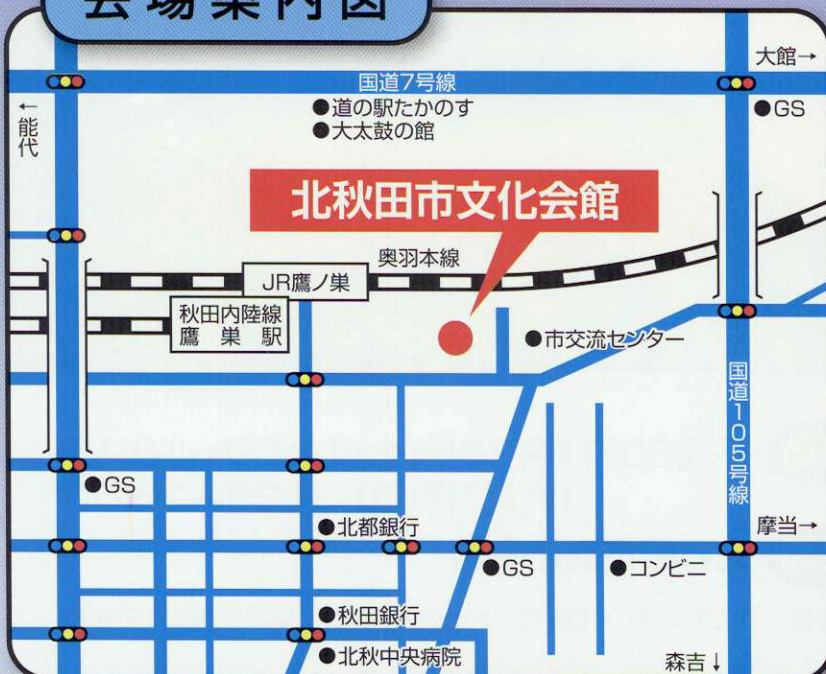 会場案内図
大館→
国道7号線
←能代
●道の駅たかのす
●大太鼓の館
●GS
北秋田市文化会館
奥羽本線
JR鷹ノ巣
秋田内陸線
鷹巣駅
●市交流センター
国道105号線
●GS
●北都銀行
摩当→
●GS
●コンビニ
●秋田銀行
●北秋中央病院
森吉↓